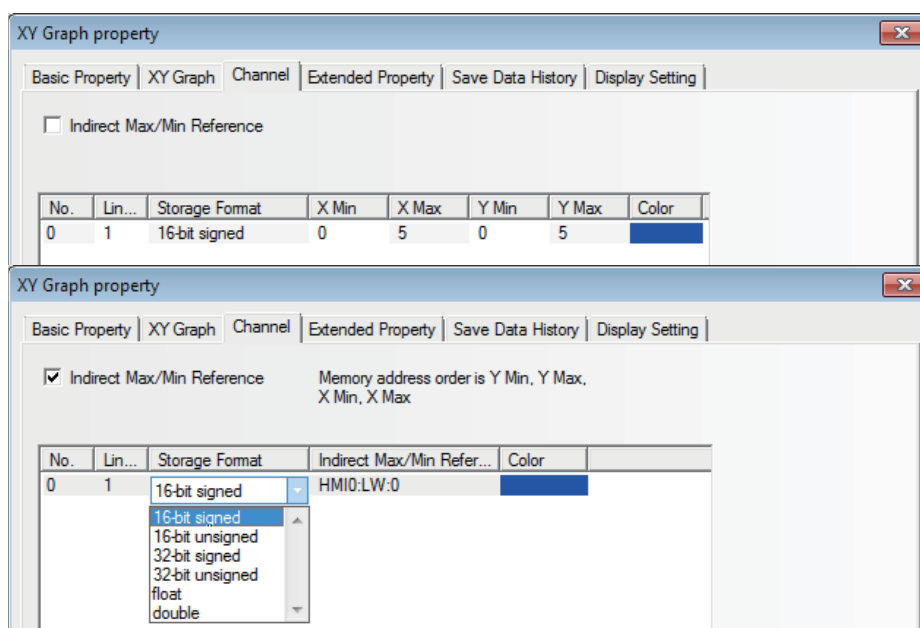 XY Graph property
Basic Property XY Graph Channel Extended Property Save Data History Display Setting
Indirect Max/Min Reference
No. Lin... Storage Format X Min X Max Y Min Y Max Color
0 1 16-bit signed 0 5 0 5
XY Graph property
Basic Property XY Graph Channel Extended Property Save Data History Display Setting
Indirect Max/Min Reference Memory address order is Y Min, Y Max,
X Min, X Max
No. Lin... Storage Format Indirect Max/Min Refer... Color
0 1 16-bit signed HMI0:LW:0
16-bit signed
16-bit unsigned
32-bit signed
32-bit unsigned
float
double